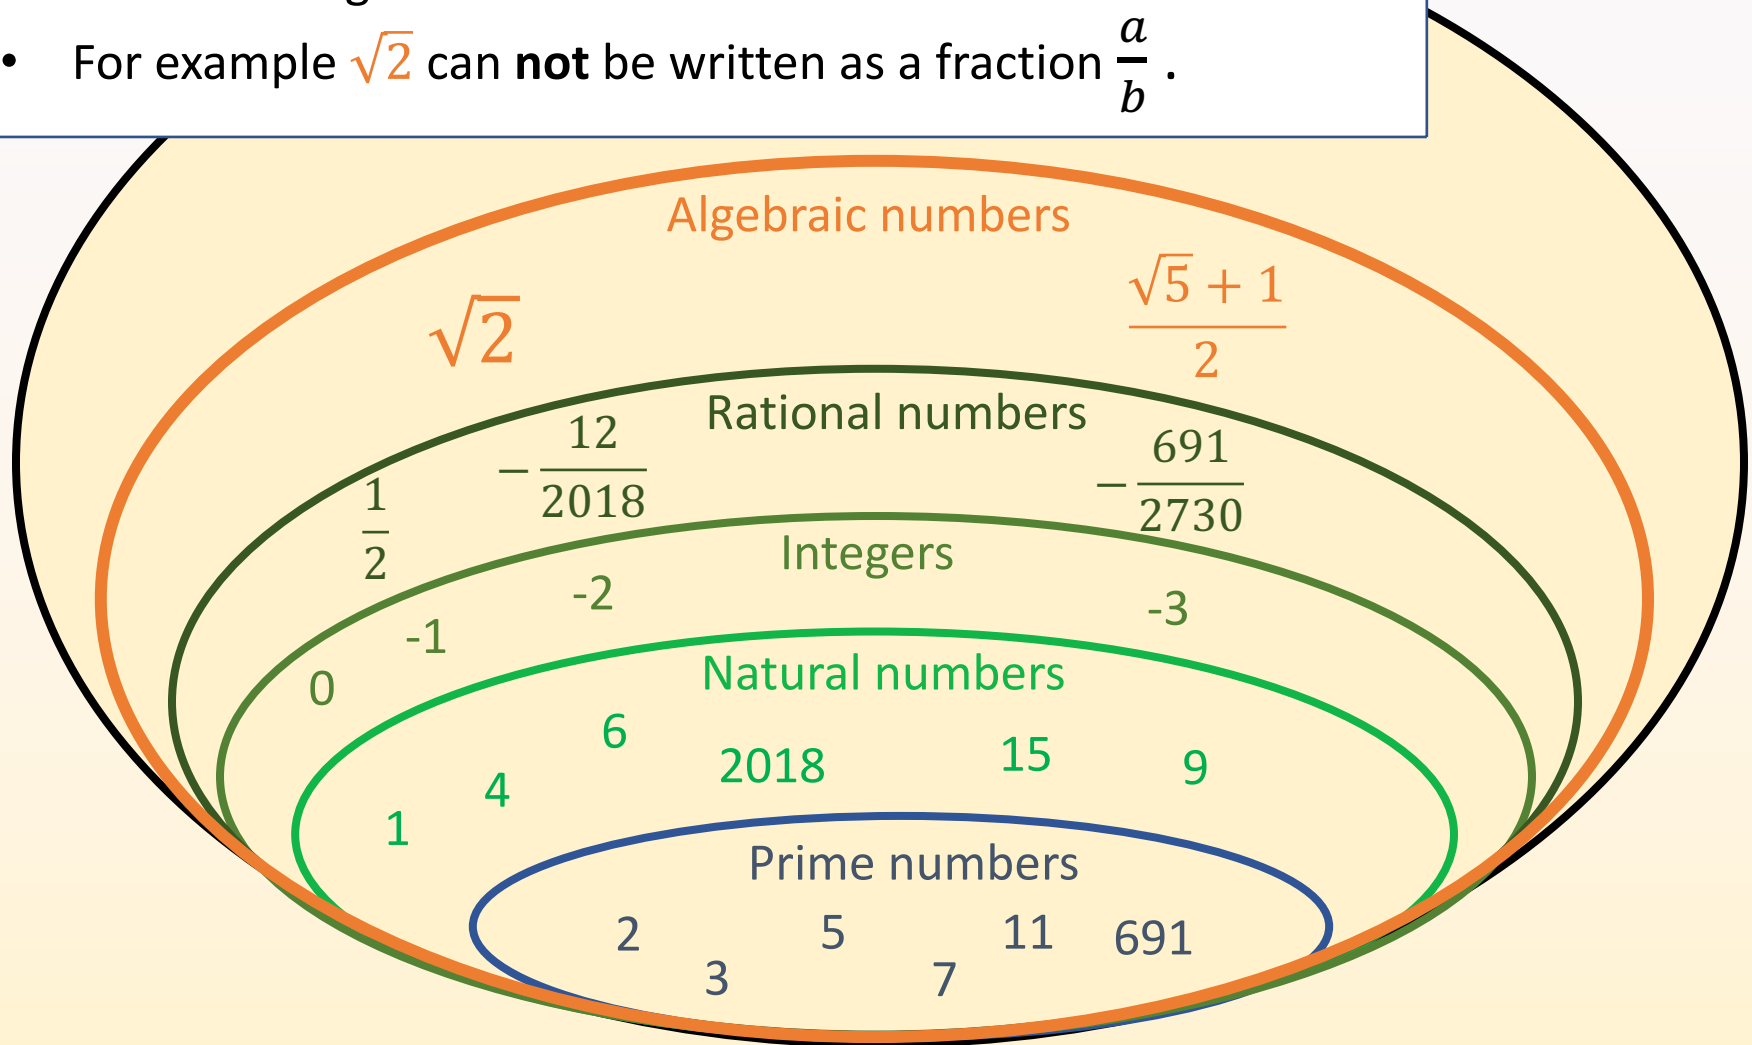 • For example √2 can not be written as a fraction a/b .
Algebraic numbers
√2
(√5 + 1)/2
Rational numbers
1/2
−12/2018
−691/2730
Integers
0
-1
-2
-3
Natural numbers
1
4
6
2018
15
9
Prime numbers
2
3
5
7
11
691